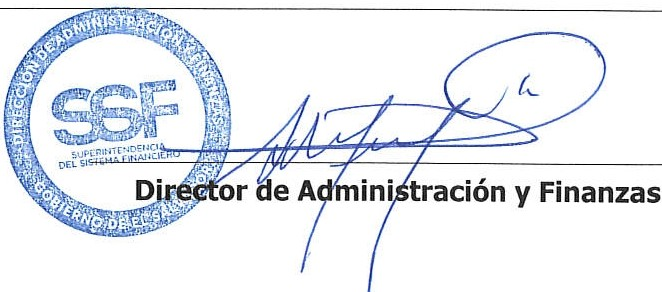 DIRECCIÓN DE ADMINISTRACIÓN Y FINANZAS
SSF
SUPERINTENDENCIA
DEL SISTEMA FINANCIERO
GOBIERNO DE EL SALVADOR
Director de Administración y Finanzas